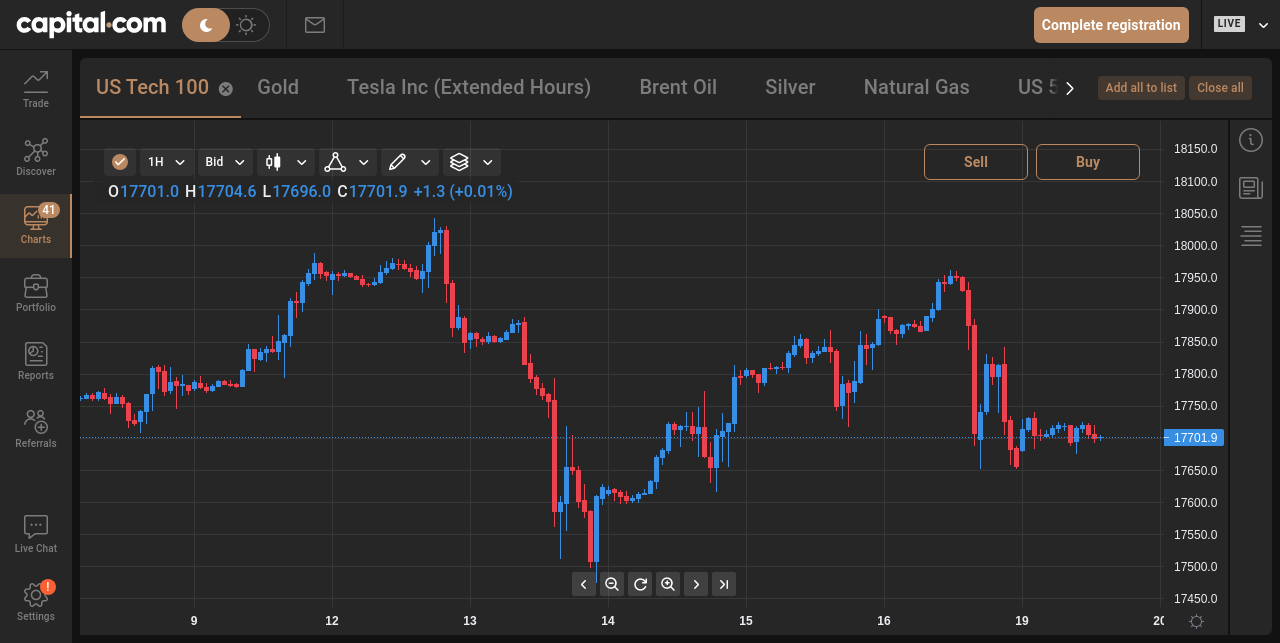 capital.com
Complete registration
LIVE
Trade
Discover
41
Charts
Portfolio
Reports
Referrals
Live Chat
!
Settings
US Tech 100
Gold
Tesla Inc (Extended Hours)
Brent Oil
Silver
Natural Gas
US 5
Add all to list
Close all
1H
Bid
Sell
Buy
O17701.0 H17704.6 L17696.0 C17701.9 +1.3 (+0.01%)
18150.0
18100.0
18050.0
18000.0
17950.0
17900.0
17850.0
17800.0
17750.0
17701.9
17650.0
17600.0
17550.0
17500.0
17450.0
9 12 13 14 15 16 19 20